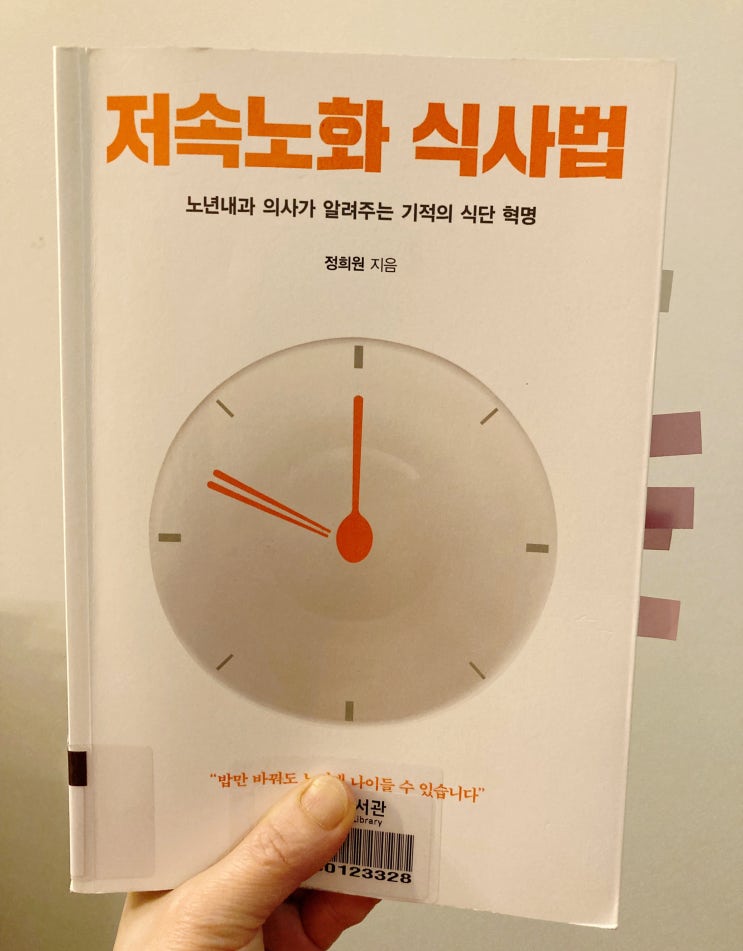 저속노화 식사법
노년내과 의사가 알려주는 기적의 식단 혁명
정희원 지음
“밥만 바꿔도 나이들 수 있습니다”
서관
Library
0123328